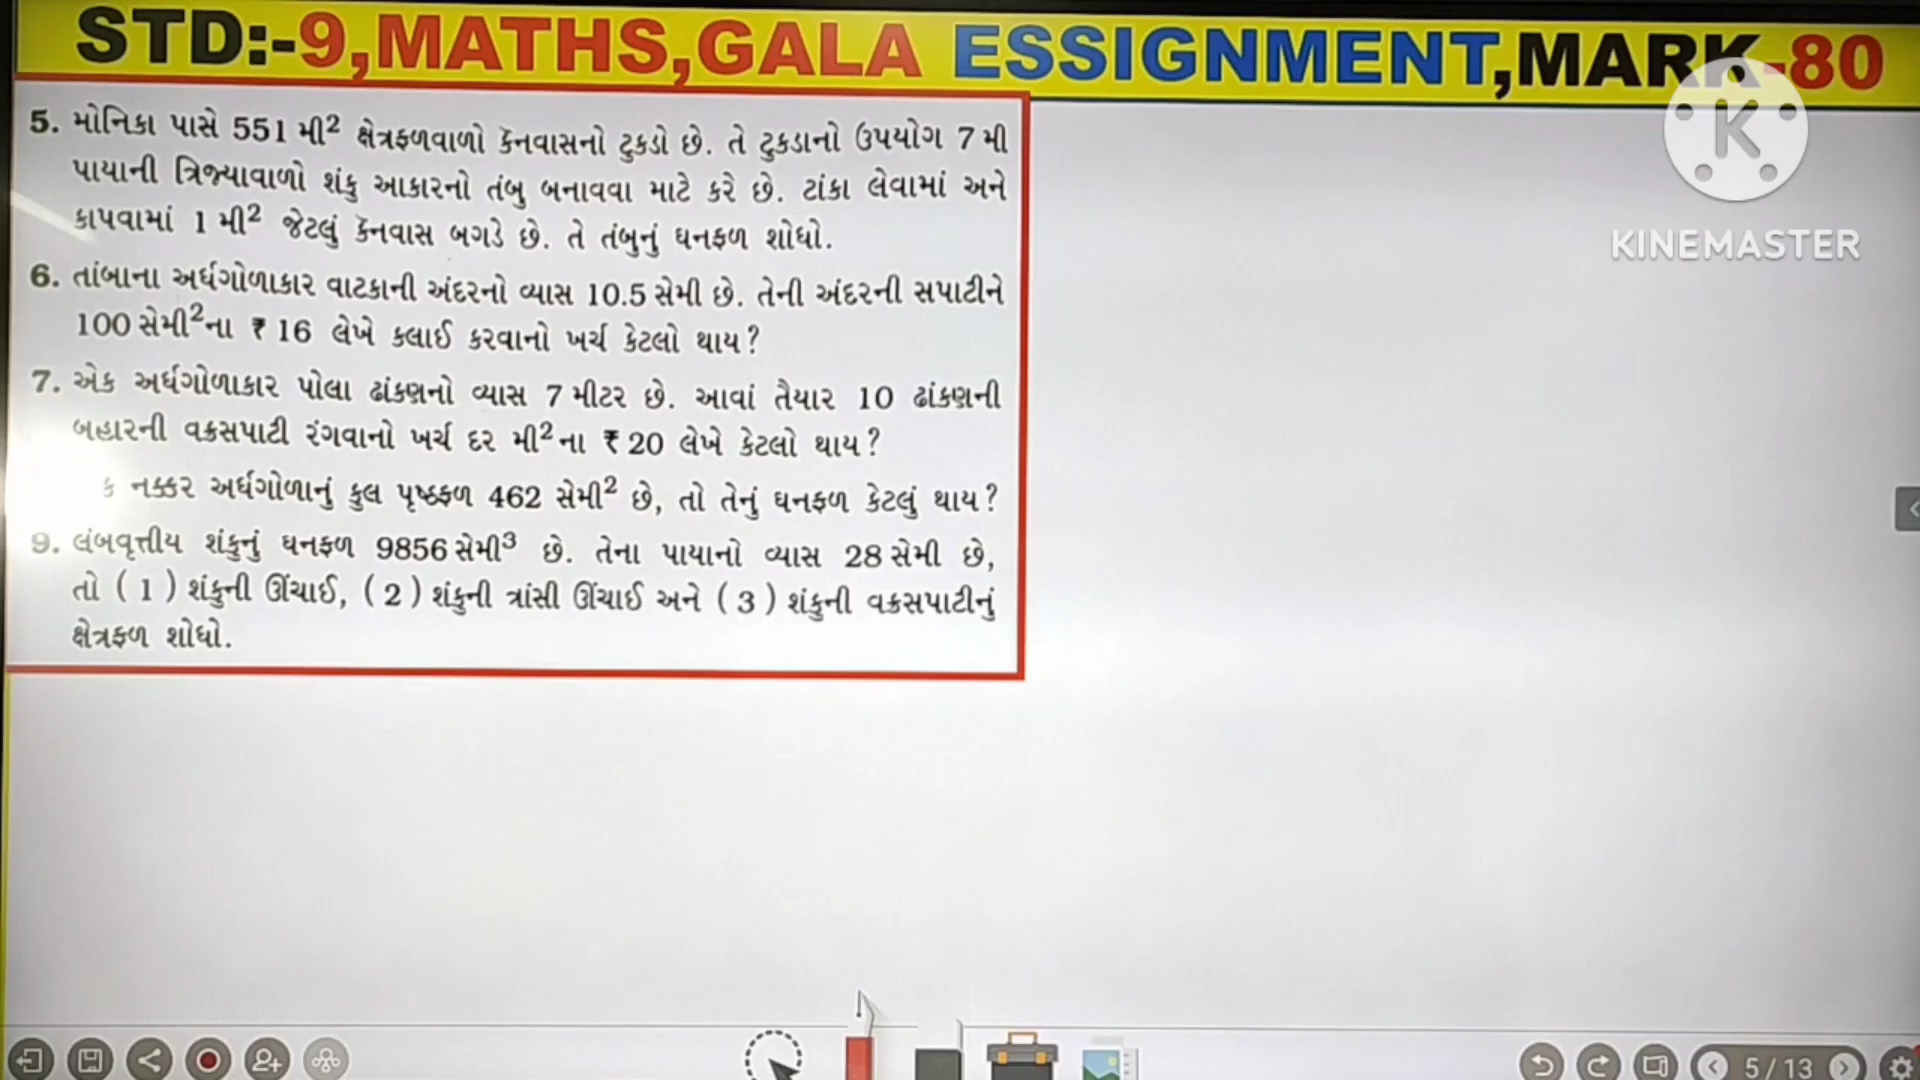 STD:-9,MATHS,GALA ESSIGNMENT,MARK-80
5. મોનિકા પાસે 551 મી² ક્ષેત્રફળવાળો કૅનવાસનો ટુકડો છે. તે ટુકડાનો ઉપયોગ 7 મી
પાયાની ત્રિજ્યાવાળો શંકુ આકારનો તંબુ બનાવવા માટે કરે છે. ટાંકા લેવામાં અને
કાપવામાં 1 મી² જેટલું કૅનવાસ બગડે છે. તે તંબુનું ઘનફળ શોધો.
6. તાંબાના અર્ધગોળાકાર વાટકાની અંદરનો વ્યાસ 10.5 સેમી છે. તેની અંદરની સપાટીને
100 સેમી²ના ₹ 16 લેખે કલાઈ કરવાનો ખર્ચ કેટલો થાય?
7. એક અર્ધગોળાકાર પોલા ઢાંકણનો વ્યાસ 7 મીટર છે. આવાં તૈયાર 10 ઢાંકણની
બહારની વક્રસપાટી રંગવાનો ખર્ચ દર મી²ના ₹ 20 લેખે કેટલો થાય?
ક નક્કર અર્ધગોળાનું કુલ પૃષ્ઠફળ 462 સેમી² છે, તો તેનું ઘનફળ કેટલું થાય?
9. લંબવૃત્તીય શંકુનું ઘનફળ 9856 સેમી³ છે. તેના પાયાનો વ્યાસ 28 સેમી છે,
તો ( 1 ) શંકુની ઊંચાઈ, ( 2 ) શંકુની ત્રાંસી ઊંચાઈ અને ( 3 ) શંકુની વક્રસપાટીનું
ક્ષેત્રફળ શોધો.
K
KINEMASTER
5/13